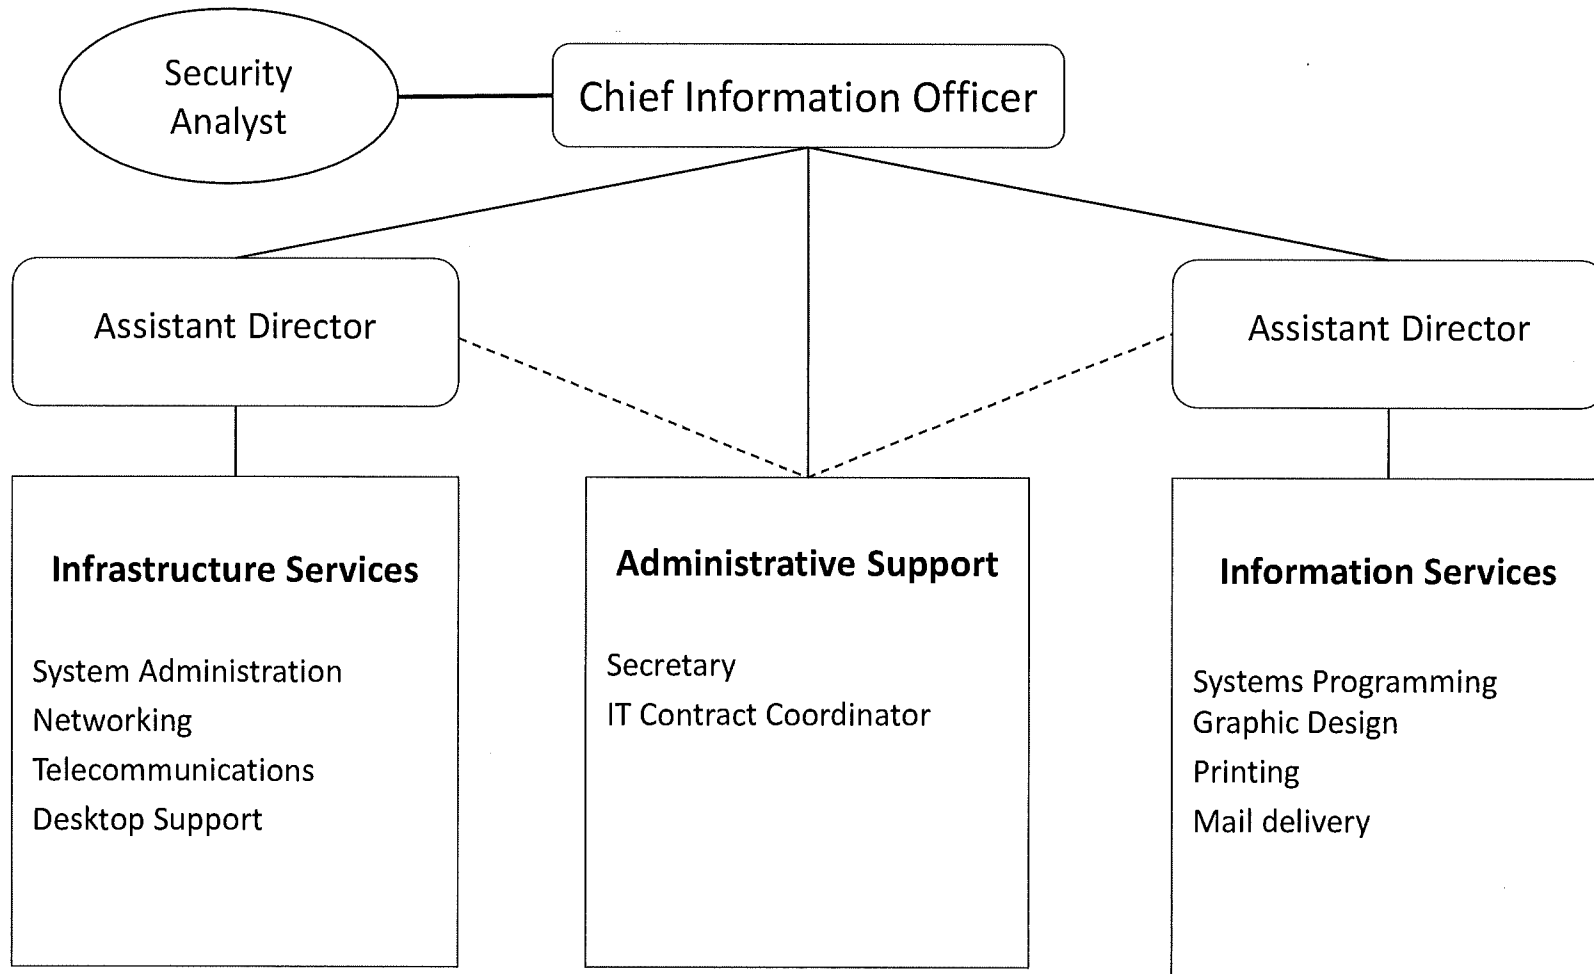 Security
Analyst
Chief Information Officer
Assistant Director
Assistant Director
Infrastructure Services
System Administration
Networking
Telecommunications
Desktop Support
Administrative Support
Secretary
IT Contract Coordinator
Information Services
Systems Programming
Graphic Design
Printing
Mail delivery